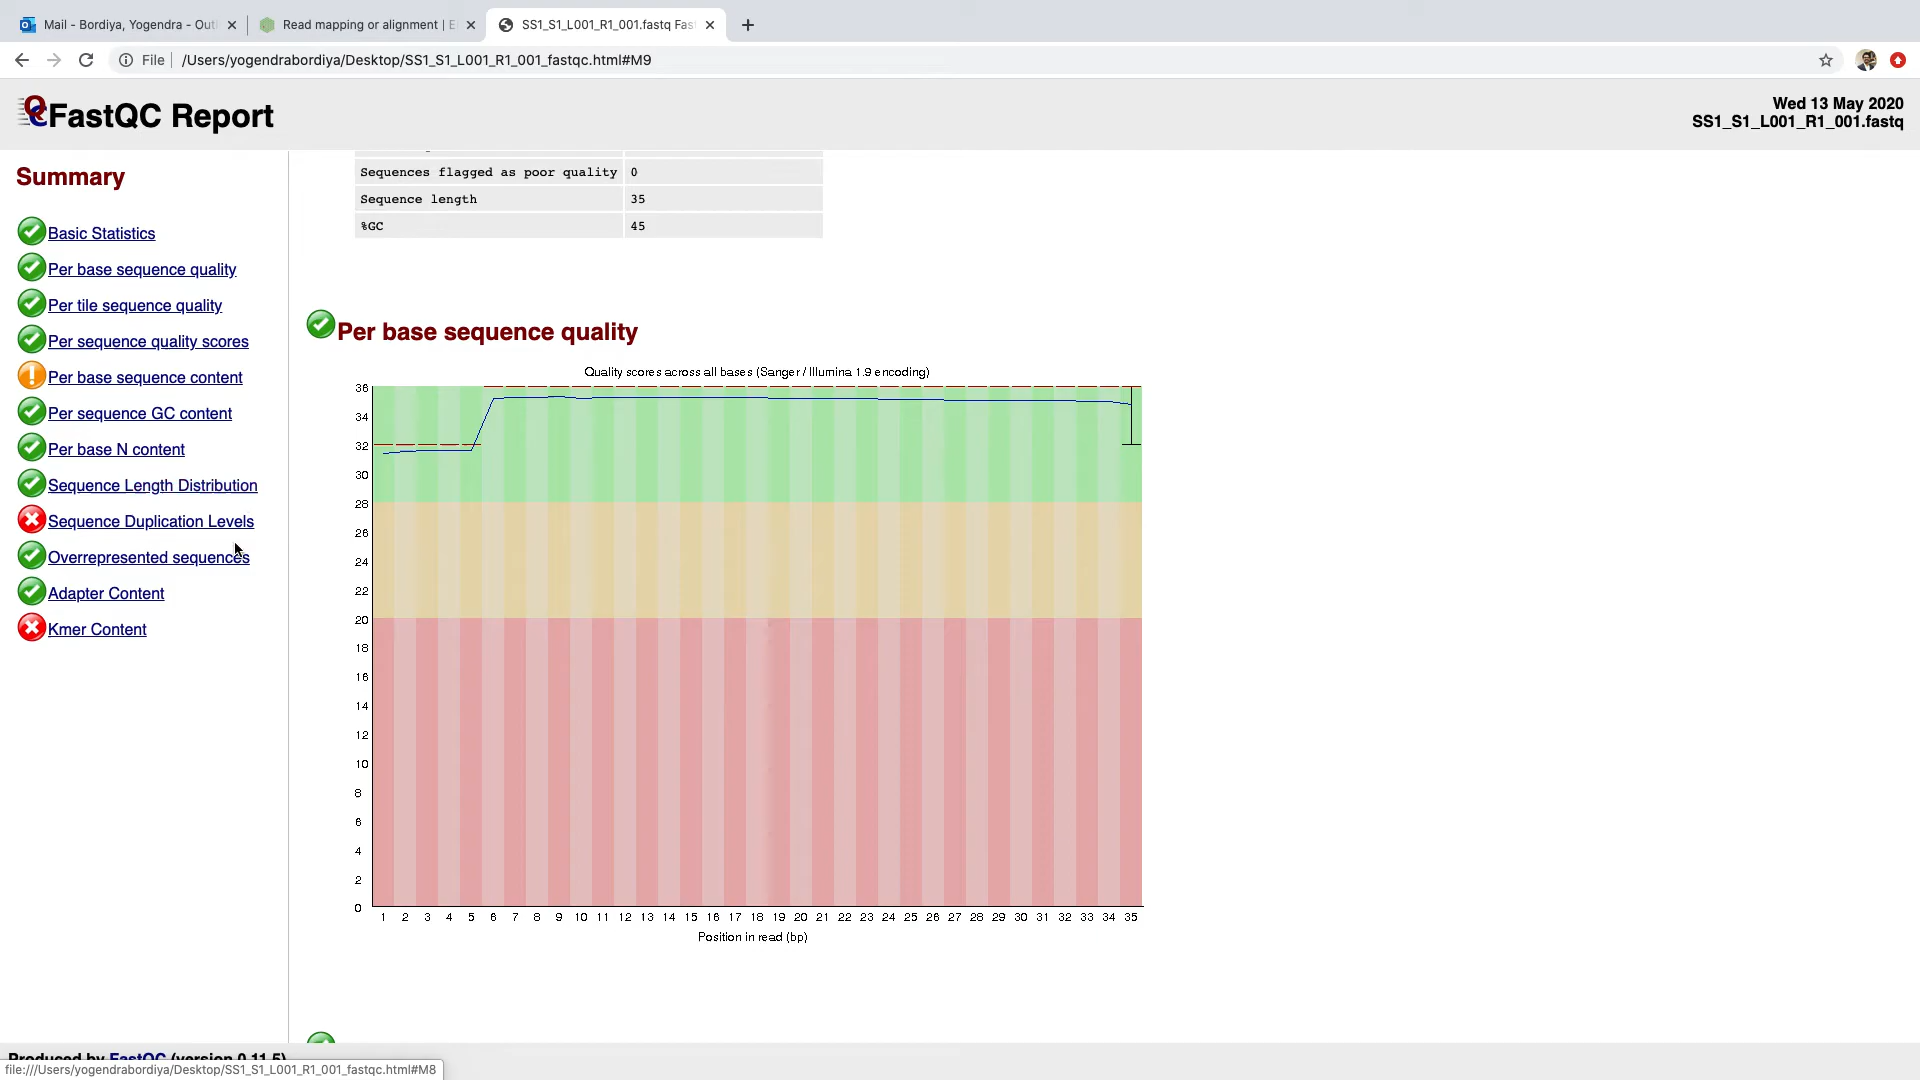 Mail - Bordiya, Yogendra - Out
Read mapping or alignment | E
SS1_S1_L001_R1_001.fastq Fas
File
/Users/yogendrabordiya/Desktop/SS1_S1_L001_R1_001_fastqc.html#M9
FastQC Report
Wed 13 May 2020
SS1_S1_L001_R1_001.fastq
Summary
Basic Statistics
Per base sequence quality
Per tile sequence quality
Per sequence quality scores
Per base sequence content
Per sequence GC content
Per base N content
Sequence Length Distribution
Sequence Duplication Levels
Overrepresented sequences
Adapter Content
Kmer Content
Sequences flagged as poor quality 0
Sequence length 35
%GC 45
Per base sequence quality
Quality scores across all bases (Sanger / Illumina 1.9 encoding)
36
34
32
30
28
26
24
22
20
18
16
14
12
10
8
6
4
2
0
1 2 3 4 5 6 7 8 9 10 11 12 13 14 15 16 17 18 19 20 21 22 23 24 25 26 27 28 29 30 31 32 33 34 35
Position in read (bp)
Produced by FastQC (version 0.11.5)
file:///Users/yogendrabordiya/Desktop/SS1_S1_L001_R1_001_fastqc.html#M8